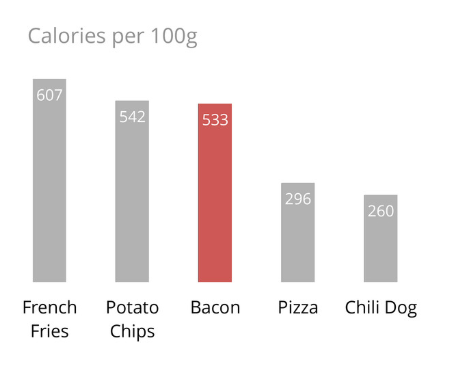 Calories per 100g
607
542
533
296
260
French Fries
Potato Chips
Bacon
Pizza
Chili Dog